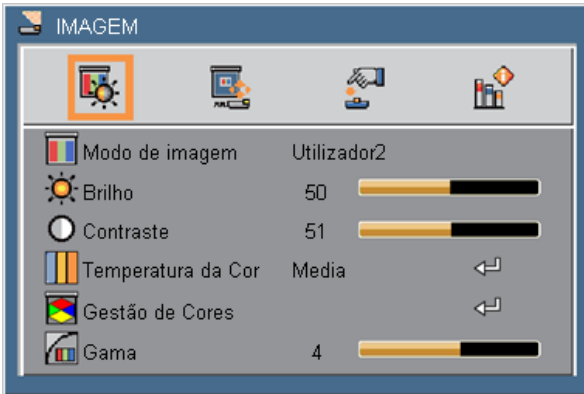 IMAGEM
Modo de imagem Utilizador2
Brilho 50
Contraste 51
Temperatura da Cor Media
Gestão de Cores
Gama 4